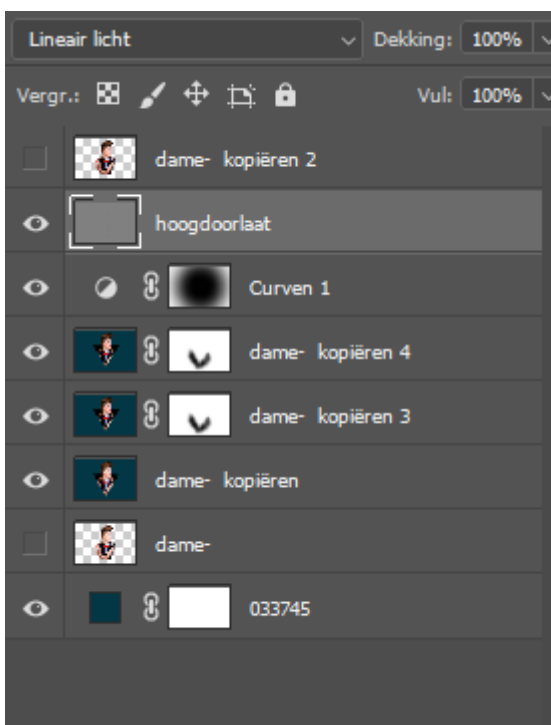 Lineair licht Dekking: 100%
Vergr.: Vul: 100%
dame- kopiëren 2
hoogdoorlaat
Curven 1
dame- kopiëren 4
dame- kopiëren 3
dame- kopiëren
dame-
033745